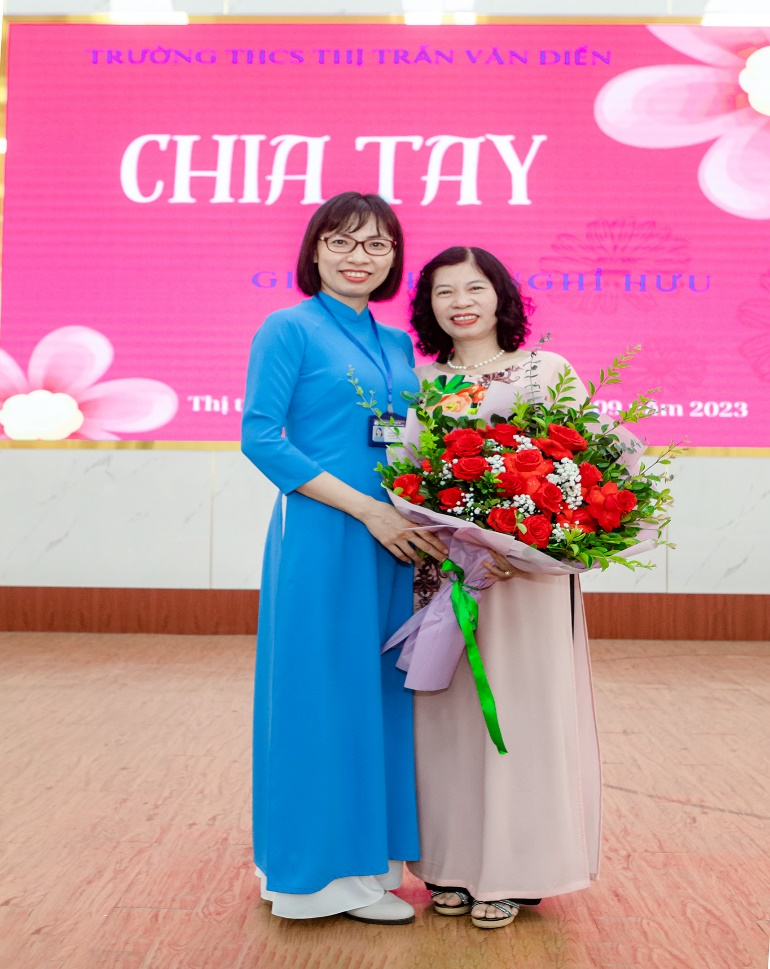 TRƯỜNG THCS THỊ TRẤN VĂN ĐIỂN
CHIA TAY
NGHỈ HƯU
Thị 09 năm 2023